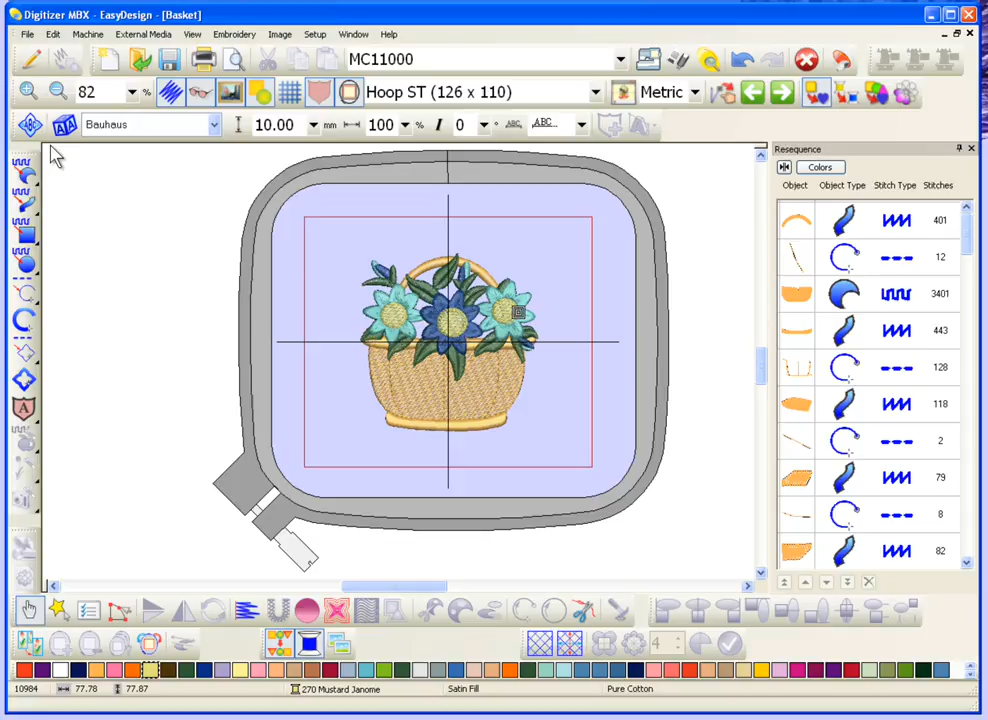 Digitizer MBX - EasyDesign - [Basket]
File Edit Machine External Media View Embroidery Image Setup Window Help
MC11000
82 % Hoop ST (126 x 110) Metric
Bauhaus 10.00 mm 100 % I 0 ° ABC ABC A
Resequence
Colors
Object Object Type Stitch Type Stitches
401
12
3401
443
128
118
2
79
8
82
A
4
10984 77.78 77.87 270 Mustard Janome Satin Fill Pure Cotton